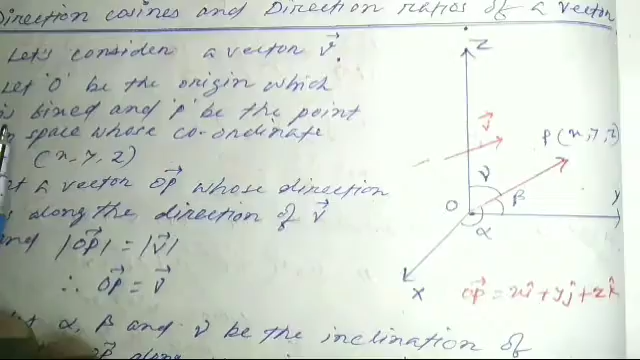 Direction cosines and Direction ratios of a vector
Let's consider a vector v⃗.
Let 'O' be the origin which
is fixed and 'P' be the point
in space whose co-ordinate
(x, y, z)
a vector OP⃗ whose direction
is along the direction of v⃗
and |OP⃗| = |v⃗|
∴ OP⃗ = v⃗
α, β and ν be the inclination of
OP⃗ along
Z
v⃗
P(x, y, z)
ν
O
β
Y
α
X
OP⃗ = xî + yĵ + zk̂